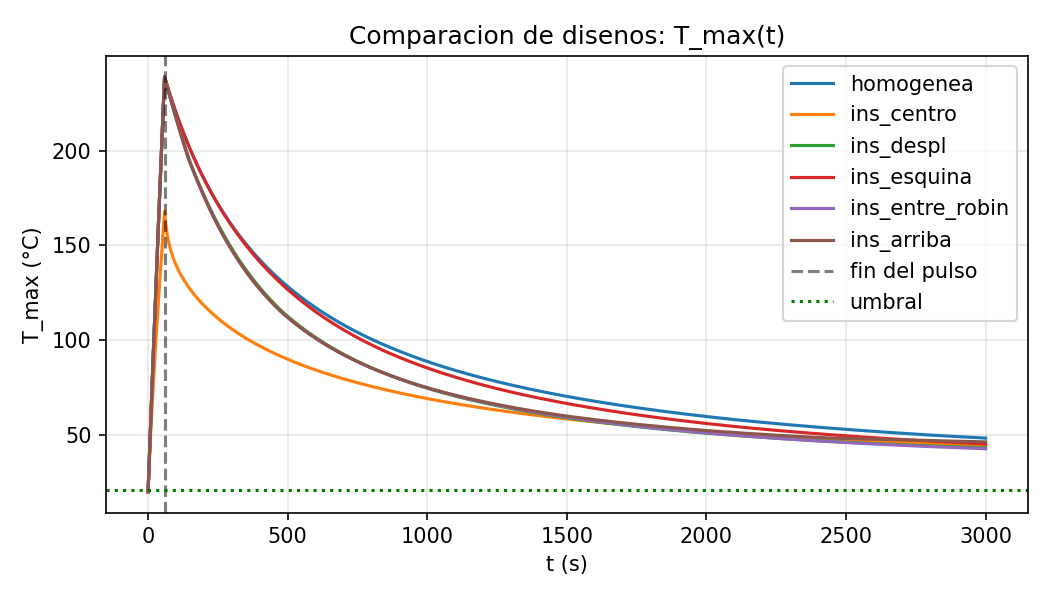 Comparacion de disenos: T_max(t)
T_max (°C)
200
150
100
50
homogenea
ins_centro
ins_despl
ins_esquina
ins_entre_robin
ins_arriba
fin del pulso
umbral
0 500 1000 1500 2000 2500 3000
t (s)